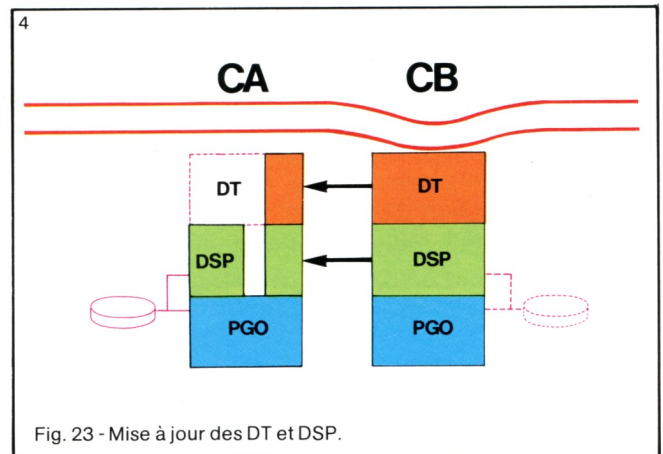 4
CA CB
DT DT
DSP DSP
PGO PGO
Fig. 23 - Mise à jour des DT et DSP.